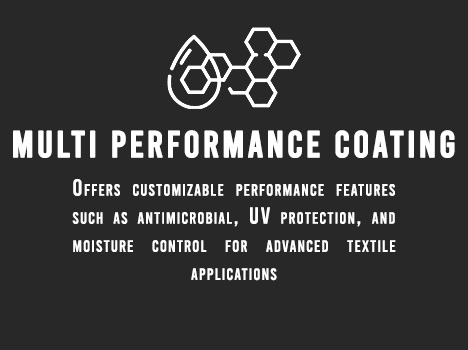 MULTI PERFORMANCE COATING
Offers customizable performance features
such as antimicrobial, UV protection, and
moisture control for advanced textile
applications